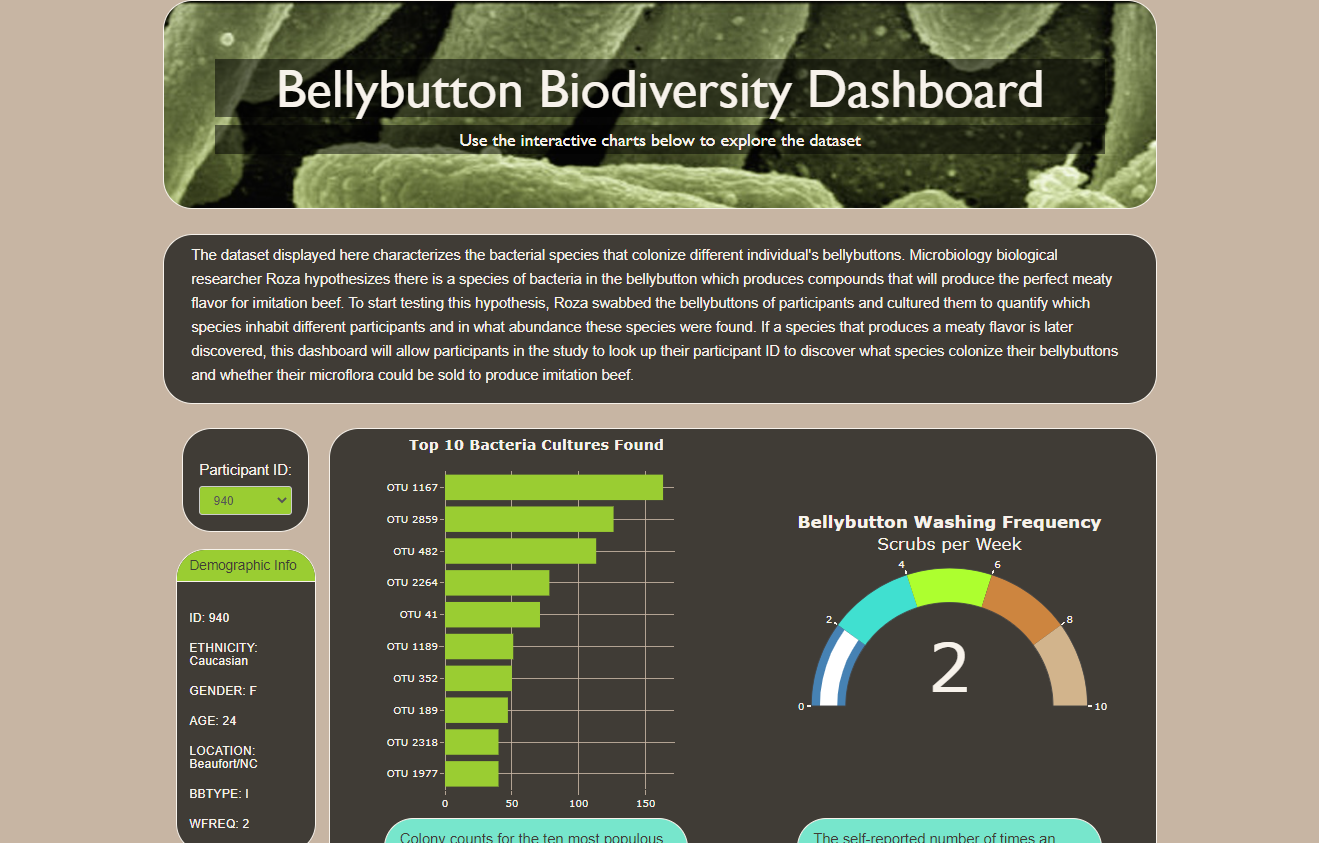 Bellybutton Biodiversity Dashboard
Use the interactive charts below to explore the dataset
The dataset displayed here characterizes the bacterial species that colonize different individual's bellybuttons. Microbiology biological
researcher Roza hypothesizes there is a species of bacteria in the bellybutton which produces compounds that will produce the perfect meaty
flavor for imitation beef. To start testing this hypothesis, Roza swabbed the bellybuttons of participants and cultured them to quantify which
species inhabit different participants and in what abundance these species were found. If a species that produces a meaty flavor is later
discovered, this dashboard will allow participants in the study to look up their participant ID to discover what species colonize their bellybuttons
and whether their microflora could be sold to produce imitation beef.
Participant ID:
940
Demographic Info
ID: 940
ETHNICITY:
Caucasian
GENDER: F
AGE: 24
LOCATION:
Beaufort/NC
BBTYPE: I
WFREQ: 2
Top 10 Bacteria Cultures Found
OTU 1167
OTU 2859
OTU 482
OTU 2264
OTU 41
OTU 1189
OTU 352
OTU 189
OTU 2318
OTU 1977
0 50 100 150
Colony counts for the ten most populous
Bellybutton Washing Frequency
Scrubs per Week
4 6
2 8
2
0 10
The self-reported number of times an